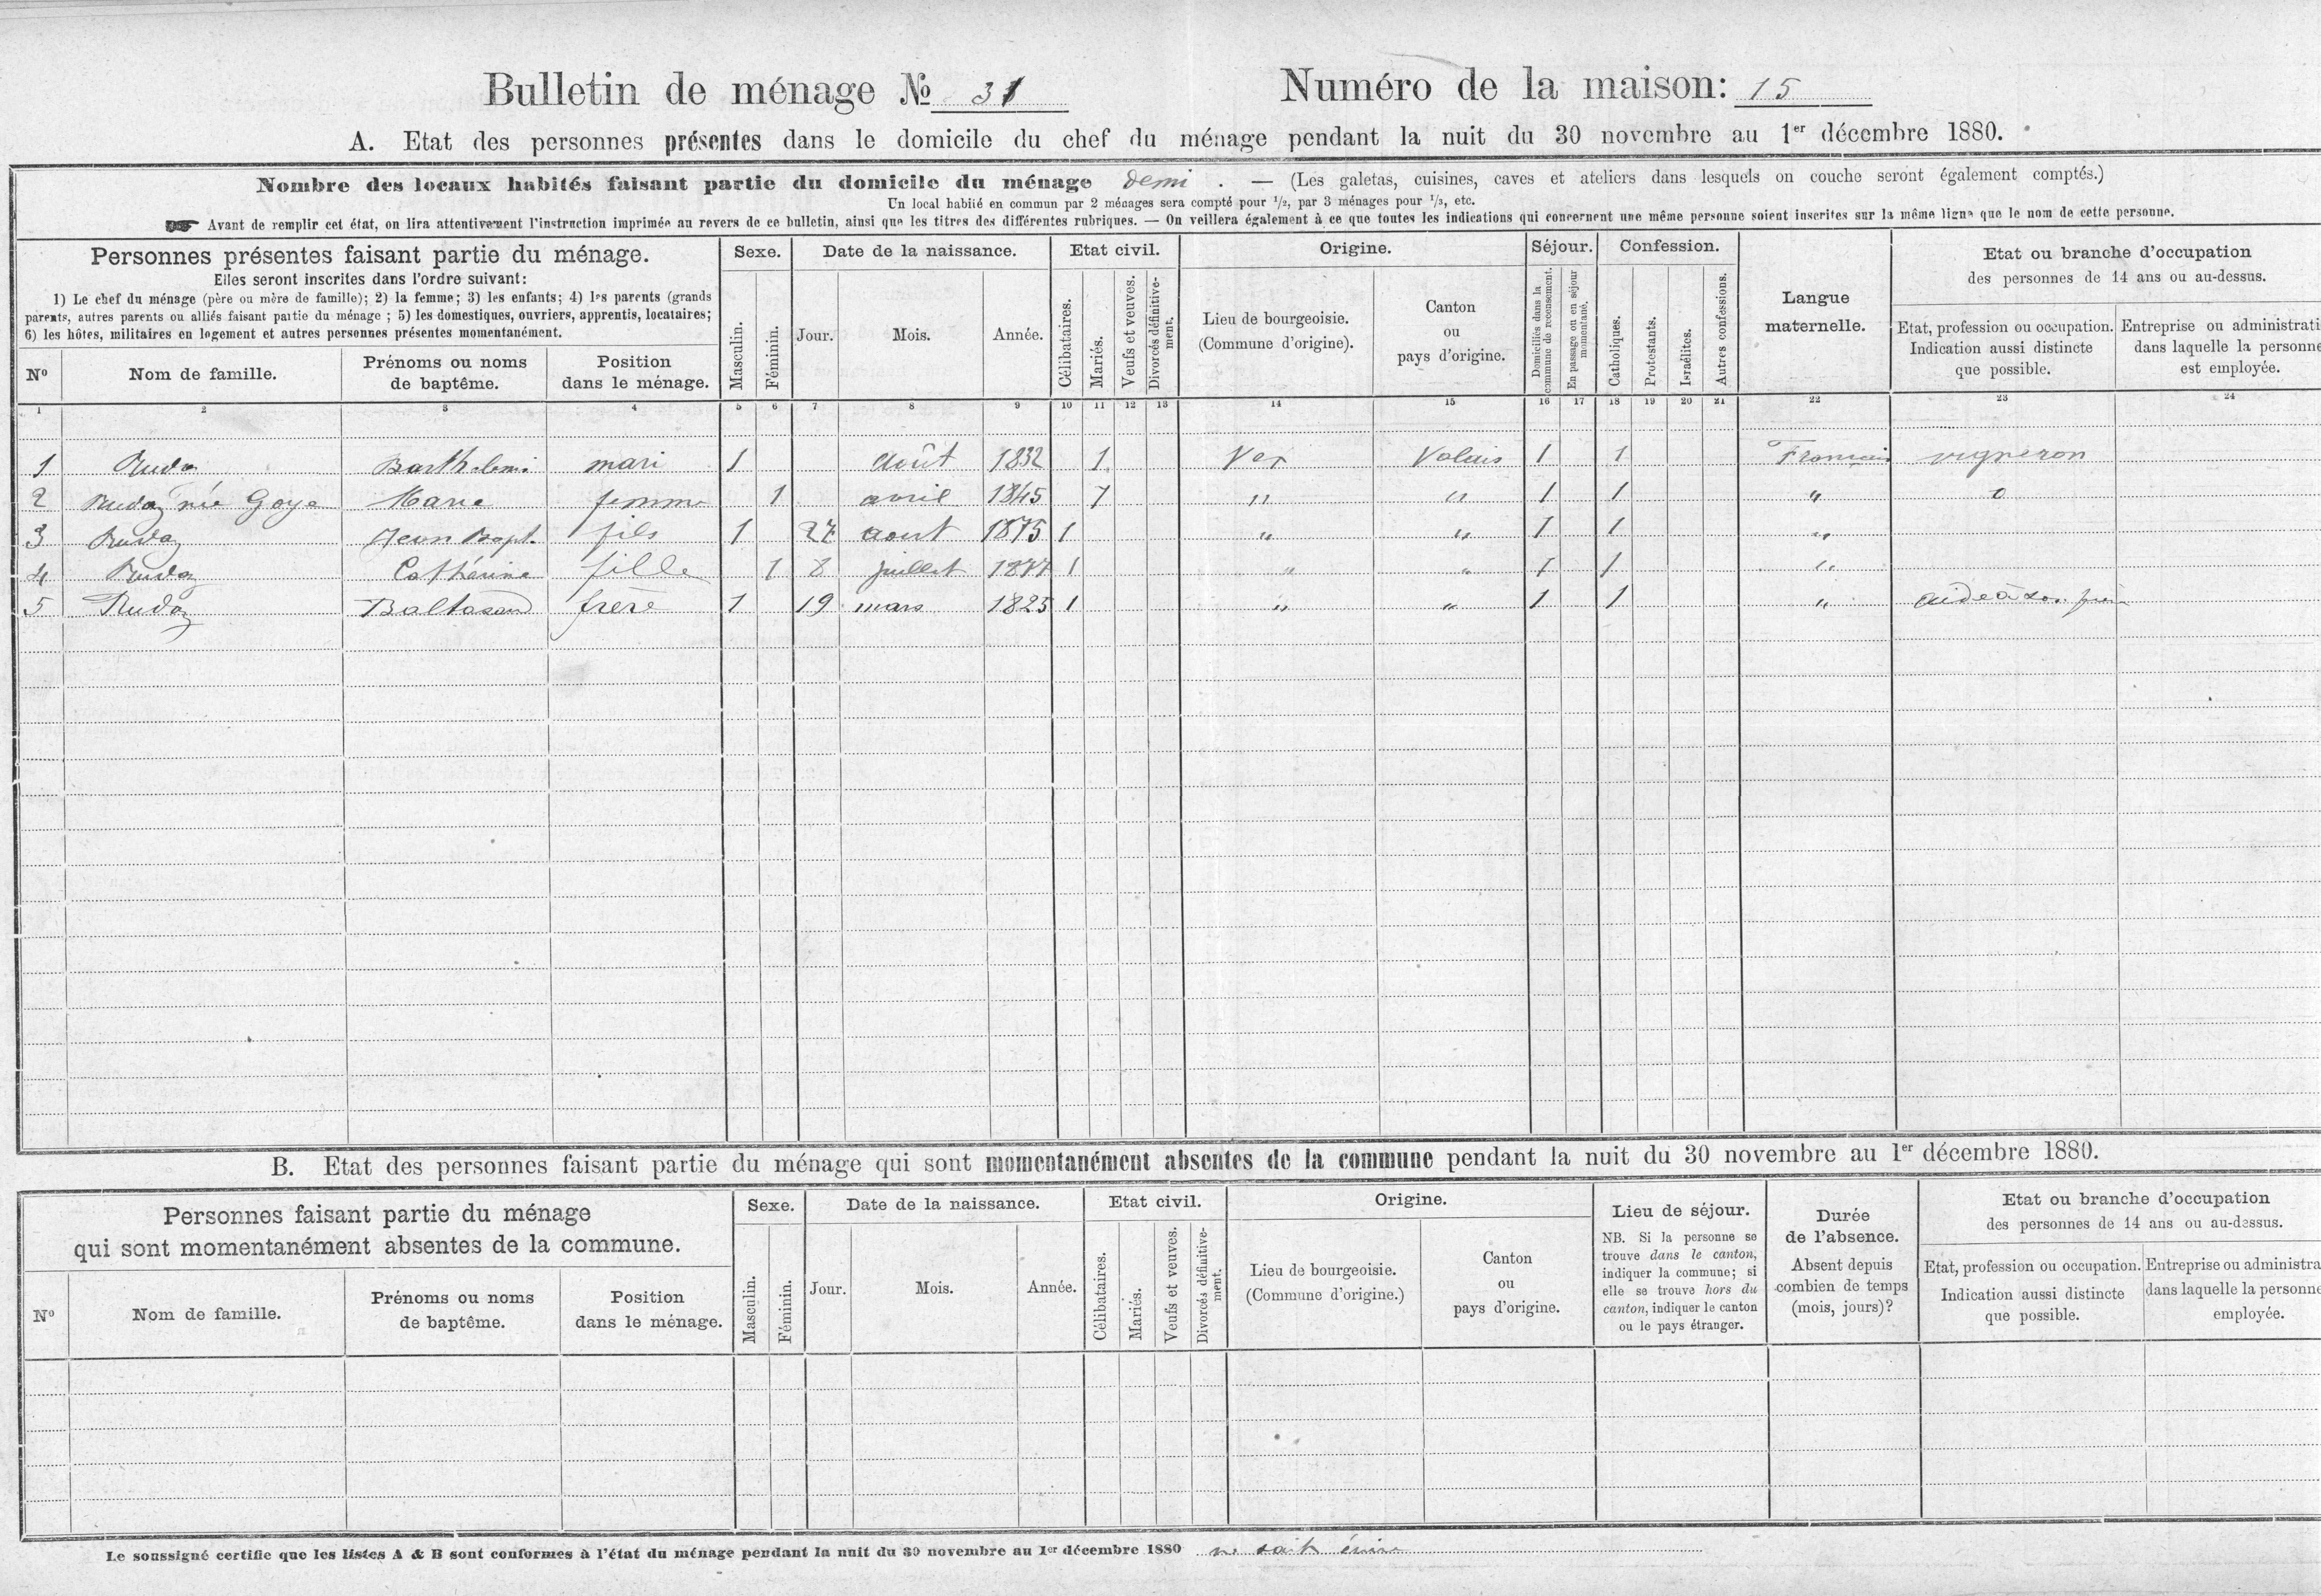 Bulletin de ménage № 31
Numéro de la maison: 15
A. Etat des personnes présentes dans le domicile du chef du ménage pendant la nuit du 30 novembre au 1er décembre 1880.
Nombre des locaux habités faisant partie du domicile du ménage demi. — (Les galetas, cuisines, caves et ateliers dans lesquels on couche seront également comptés.)
Un local habité en commun par 2 ménages sera compté pour 1/2, par 3 ménages pour 1/3, etc.
☛ Avant de remplir cet état, on lira attentivement l'instruction imprimée au revers de ce bulletin, ainsi que les titres des différentes rubriques. — On veillera également à ce que toutes les indications qui concernent une même personne soient inscrites sur la même ligne que le nom de cette personne.
Personnes présentes faisant partie du ménage.
Elles seront inscrites dans l'ordre suivant:
1) Le chef du ménage (père ou mère de famille); 2) la femme; 3) les enfants; 4) les parents (grands
parents, autres parents ou alliés faisant partie du ménage; 5) les domestiques, ouvriers, apprentis, locataires;
6) les hôtes, militaires en logement et autres personnes présentes momentanément.
No
Nom de famille.
Prénoms ou noms
de baptême.
Position
dans le ménage.
Sexe.
Masculin.
Féminin.
Date de la naissance.
Jour.
Mois.
Année.
Etat civil.
Célibataires.
Mariés.
Veufs et veuves.
Divorcés définitive-
ment.
Origine.
Lieu de bourgeoisie.
(Commune d'origine).
Canton
ou
pays d'origine.
Séjour.
Domiciliés dans la
commune de recensement.
En passage ou en séjour
momentané.
Confession.
Catholiques.
Protestants.
Israélites.
Autres confessions.
Langue
maternelle.
Etat ou branche d'occupation
des personnes de 14 ans ou au-dessus.
Etat, profession ou occupation.
Indication aussi distincte
que possible.
Entreprise ou administrati
dans laquelle la personne
est employée.
1 2 3 4 5 6 7 8 9 10 11 12 13 14 15 16 17 18 19 20 21 22 23 24
1 Barthelemi mari 1 Août 1832 1 Vex Valais 1 1 Français vigneron
2 Rudaz née Marie femme 1 avril 1845 1 " " 1 1 " 0
3 Rudaz Jean Bapt. fils 1 27 aout 1875 1 " " 1 1 "
4 Rudaz Cathérine fille 1 8 juillet 1877 1 " " 1 1 "
5 Rudaz frère 1 19 mars 1825 1 " " 1 1 " aide à son frère
B. Etat des personnes faisant partie du ménage qui sont momentanément absentes de la commune pendant la nuit du 30 novembre au 1er décembre 1880.
Personnes faisant partie du ménage
qui sont momentanément absentes de la commune.
No
Nom de famille.
Prénoms ou noms
de baptême.
Position
dans le ménage.
Sexe.
Masculin.
Féminin.
Date de la naissance.
Jour.
Mois.
Année.
Etat civil.
Célibataires.
Mariés.
Veufs et veuves.
Divorcés définitive-
ment.
Origine.
Lieu de bourgeoisie.
(Commune d'origine.)
Canton
ou
pays d'origine.
Lieu de séjour.
NB. Si la personne se
trouve dans le canton,
indiquer la commune; si
elle se trouve hors du
canton, indiquer le canton
ou le pays étranger.
Durée
de l'absence.
Absent depuis
combien de temps
(mois, jours)?
Etat ou branche d'occupation
des personnes de 14 ans ou au-dessus.
Etat, profession ou occupation.
Indication aussi distincte
que possible.
Entreprise ou administra
dans laquelle la personne
employée.
Le soussigné certifie que les listes A & B sont conformes à l'état du ménage pendant la nuit du 30 novembre au 1er décembre 1880 ne sait écrire